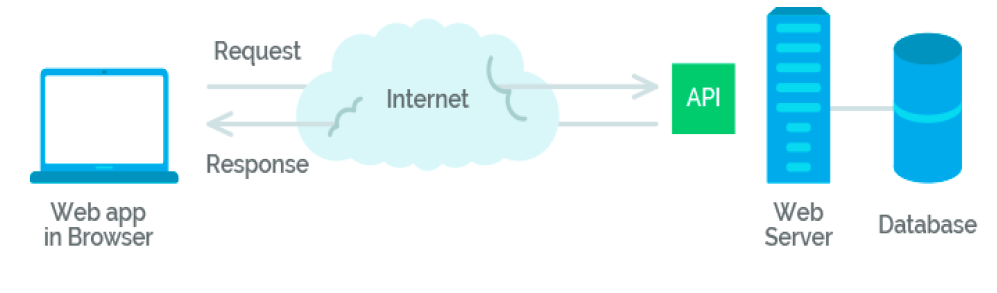 Request
Internet
API
Response
Web app
in Browser
Web
Server
Database